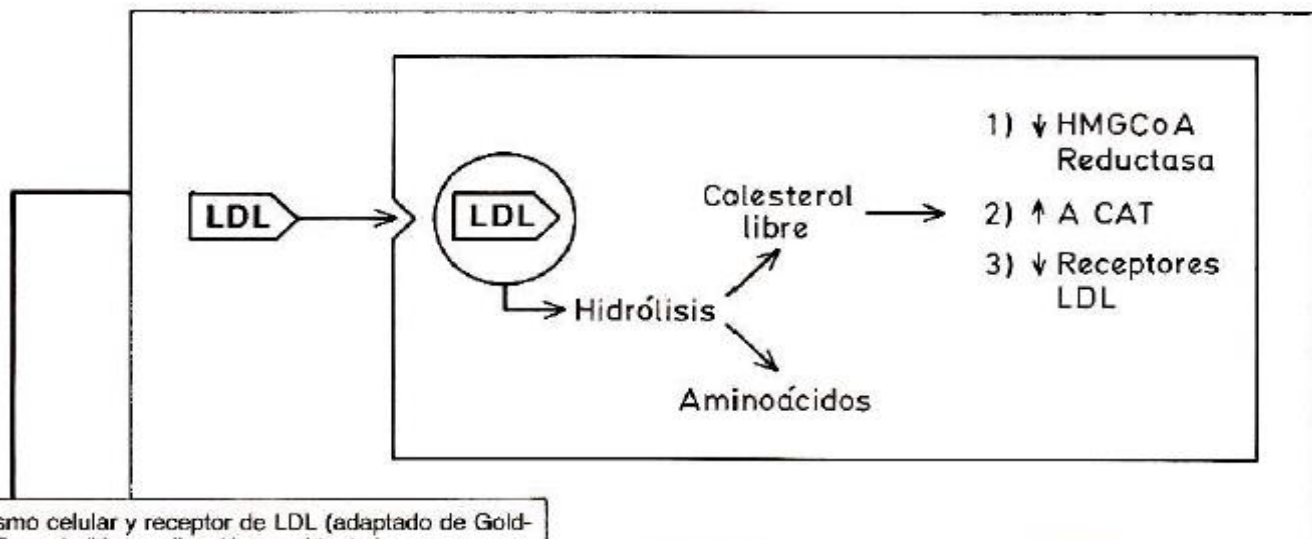 LDL
LDL
Hidrólisis
Colesterol
libre
Aminoácidos
1) ↓ HMGCoA
Reductasa
2) ↑ A CAT
3) ↓ Receptores
LDL
smo celular y receptor de LDL (adaptado de Gold-